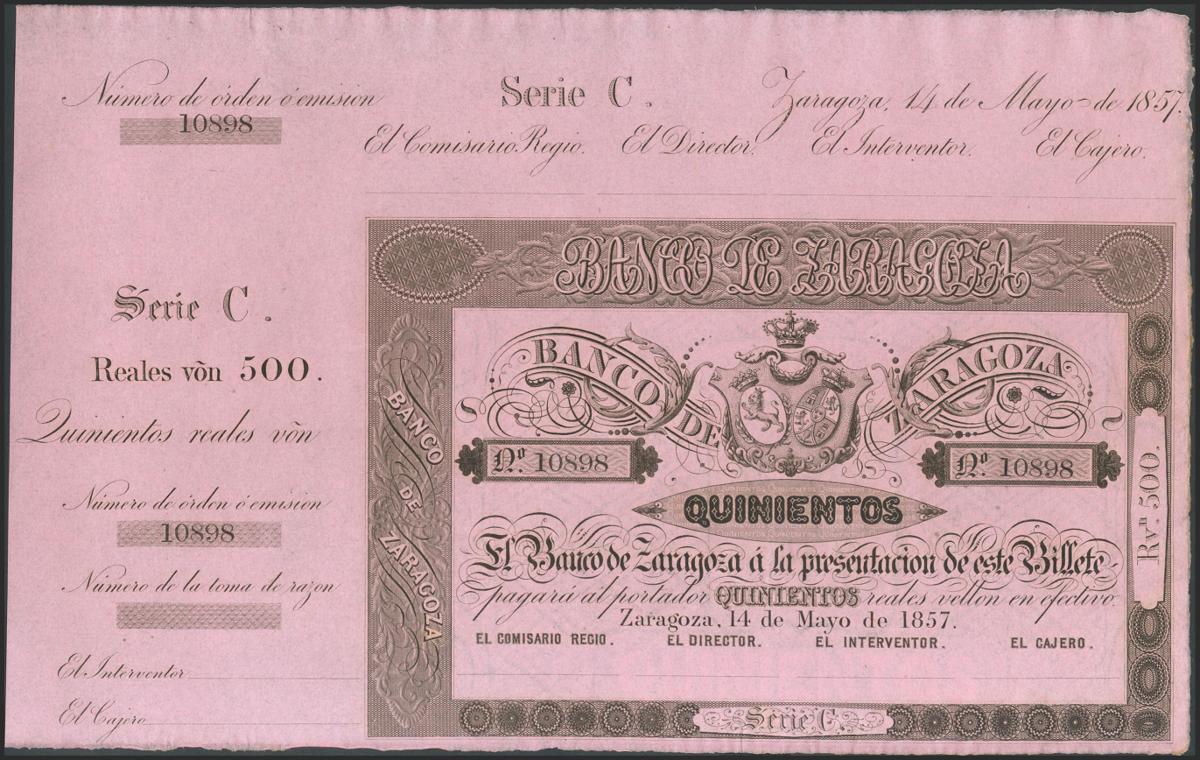 Número de órden ó emision
10898
Serie C.
Zaragoza, 14 de Mayo de 1857.
El Comisario Regio. El Director. El Interventor. El Cajero.
Serie C.
Reales võn 500.
Quinientos reales võn
Número de órden ó emision
10898
Número de la toma de razon
El Interventor
El Cajero
BANCO DE ZARAGOZA
BANCO DE ZARAGOZA
BANCO DE ZARAGOZA
Nº 10898
Nº 10898
QUINIENTOS
El Banco de Zaragoza á la presentacion de este Billete
pagará al portador QUINIENTOS reales vellon en efectivo.
Zaragoza, 14 de Mayo de 1857.
EL COMISARIO REGIO. EL DIRECTOR. EL INTERVENTOR. EL CAJERO.
Rvn. 500.
Serie C.